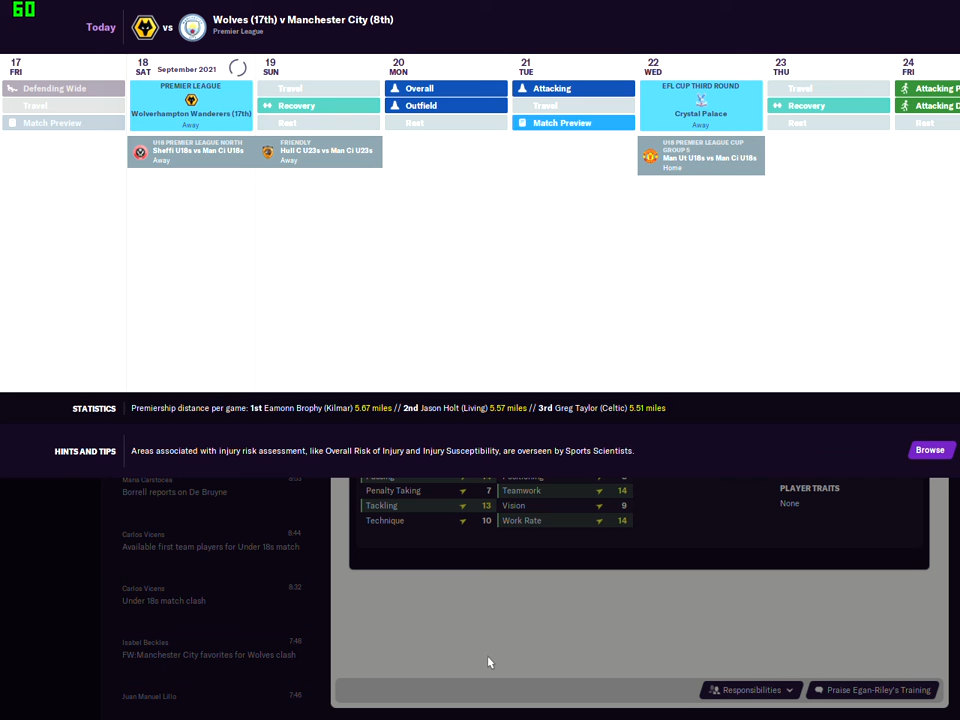 60
Today
vs
Wolves (17th) v Manchester City (8th)
Premier League
17
FRI
18
SAT
September 2021
19
SUN
20
MON
21
TUE
22
WED
23
THU
24
FRI
Defending Wide
Travel
Match Preview
PREMIER LEAGUE
Wolverhampton Wanderers (17th)
Away
Travel
Recovery
Rest
Overall
Outfield
Rest
Attacking
Travel
Match Preview
EFL CUP THIRD ROUND
Crystal Palace
Away
Travel
Recovery
Rest
Attacking
Attacking
Rest
U18 PREMIER LEAGUE NORTH
Sheffi U18s vs Man Ci U18s
Away
FRIENDLY
Hull C U23s vs Man Ci U23s
Away
U18 PREMIER LEAGUE CUP
GROUP 5
Man Ut U18s vs Man Ci U18s
Home
STATISTICS
Premiership distance per game: 1st Eamonn Brophy (Kilmar) 5.67 miles // 2nd Jason Holt (Living) 5.57 miles // 3rd Greg Taylor (Celtic) 5.51 miles
HINTS AND TIPS
Areas associated with injury risk assessment, like Overall Risk of Injury and Injury Susceptibility, are overseen by Sports Scientists.
Browse
Borrell reports on De Bruyne
Carlos Vicens 8:44
Available first team players for Under 18s match
Carlos Vicens 8:32
Under 18s match clash
Isabel Beckles 7:48
FW:Manchester City favorites for Wolves clash
Juan Manuel Lillo 7:48
Penalty Taking 7
Tackling 13
Technique 10
Teamwork 14
Vision 9
Work Rate 14
PLAYER TRAITS
None
Responsibilities
Praise Egan-Riley's Training